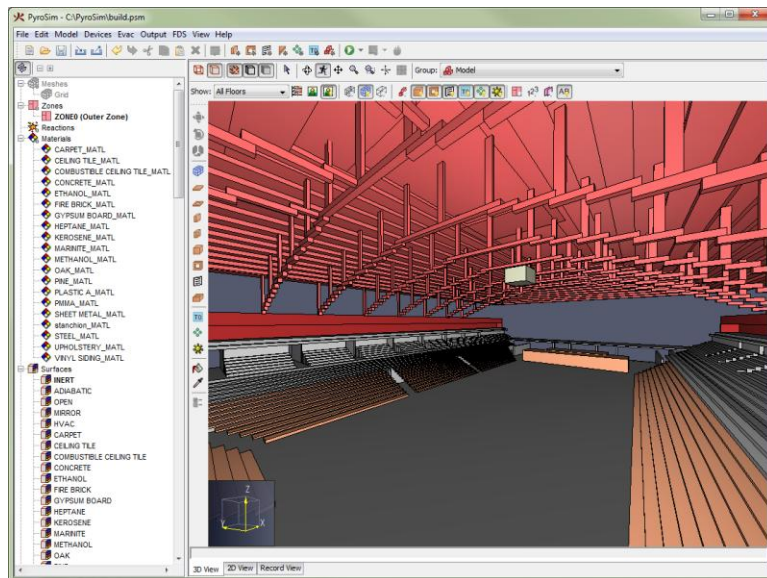 PyroSim - C:\PyroSim\build.psm
File Edit Model Devices Evac Output FDS View Help
Group: Model
Show: All Floors
Meshes
Grid
Zones
ZONE0 (Outer Zone)
Reactions
Materials
CARPET_MATL
CEILING TILE_MATL
COMBUSTIBLE CEILING TILE_MATL
CONCRETE_MATL
ETHANOL_MATL
FIRE BRICK_MATL
GYPSUM BOARD_MATL
HEPTANE_MATL
KEROSENE_MATL
MARINITE_MATL
METHANOL_MATL
OAK_MATL
PINE_MATL
PLASTIC A_MATL
PMMA_MATL
SHEET METAL_MATL
stanchion_MATL
STEEL_MATL
UPHOLSTERY_MATL
VINYL SIDING_MATL
Surfaces
INERT
ADIABATIC
OPEN
MIRROR
HVAC
CARPET
CEILING TILE
COMBUSTIBLE CEILING TILE
CONCRETE
ETHANOL
FIRE BRICK
GYPSUM BOARD
HEPTANE
KEROSENE
MARINITE
METHANOL
OAK
Z
Y
X
3D View 2D View Record View